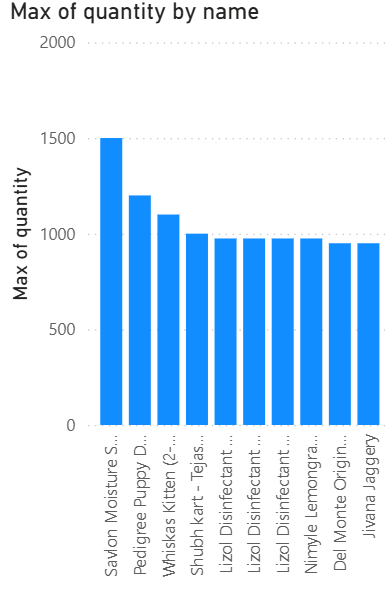 Max of quantity by name
2000
1500
1000
500
0
Max of quantity
Savlon Moisture S...
Pedigree Puppy D...
Whiskas Kitten (2-...
Shubh kart - Tejas...
Lizol Disinfectant ...
Lizol Disinfectant ...
Lizol Disinfectant ...
Nimyle Lemongra...
Del Monte Origin...
Jivana Jaggery